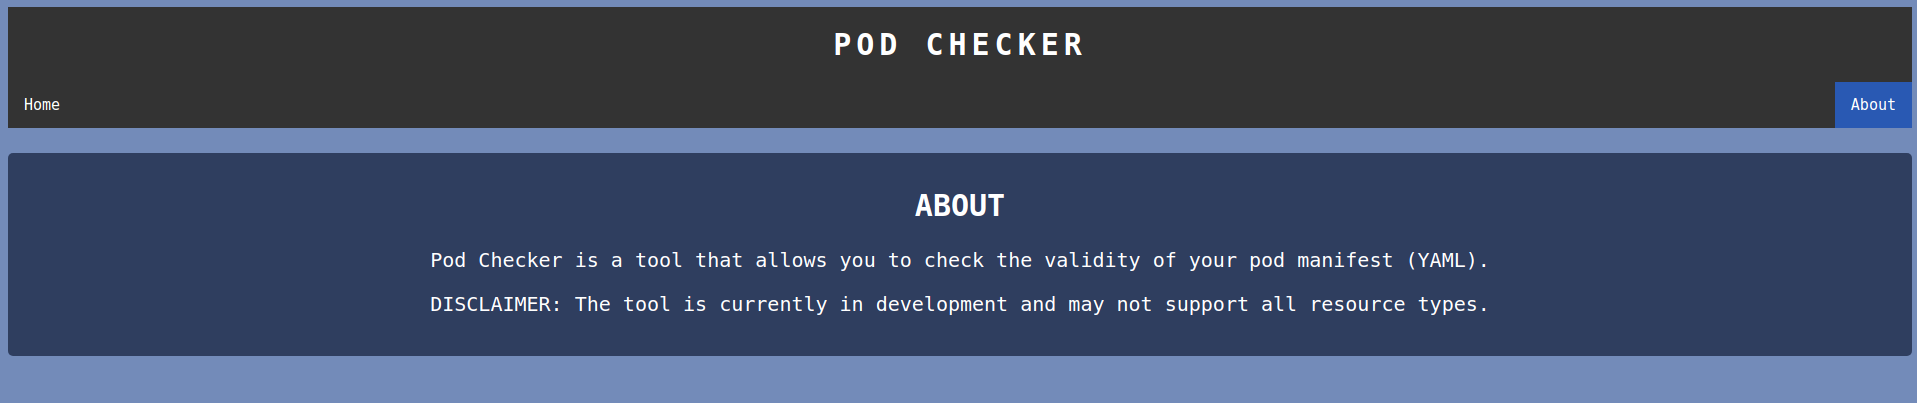 POD CHECKER
Home
About
ABOUT
Pod Checker is a tool that allows you to check the validity of your pod manifest (YAML).
DISCLAIMER: The tool is currently in development and may not support all resource types.